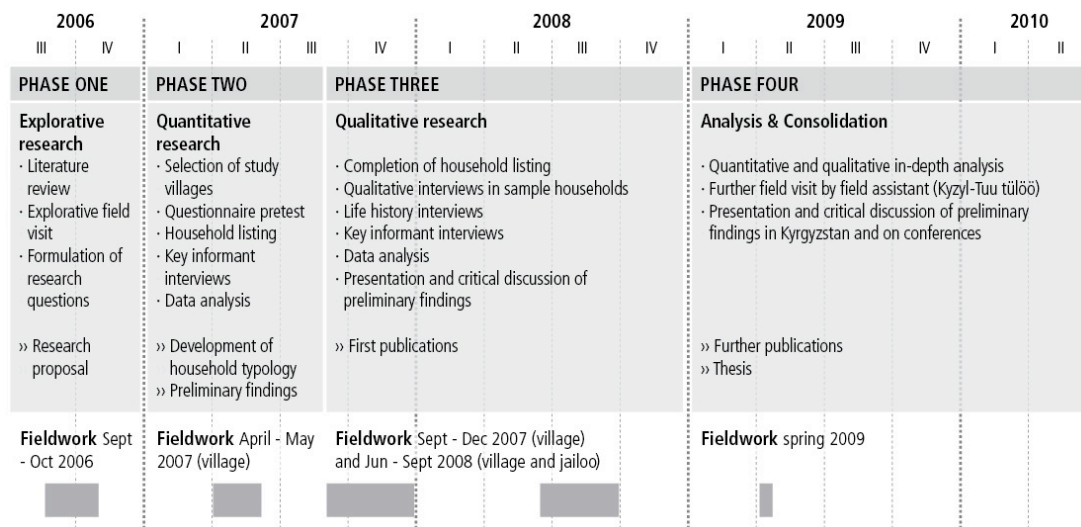 2006 2007 2008 2009 2010
III IV I II III IV I II III IV I II III IV I II
PHASE ONE
Explorative
research
· Literature
review
· Explorative field
visit
· Formulation of
research
questions
›› Research
proposal
Fieldwork Sept
- Oct 2006
PHASE TWO
Quantitative
research
· Selection of study
villages
· Questionnaire pretest
· Household listing
· Key informant
interviews
· Data analysis
›› Development of
household typology
›› Preliminary findings
Fieldwork April - May
2007 (village)
PHASE THREE
Qualitative research
· Completion of household listing
· Qualitative interviews in sample households
· Life history interviews
· Key informant interviews
· Data analysis
· Presentation and critical discussion of
preliminary findings
›› First publications
Fieldwork Sept - Dec 2007 (village)
and Jun - Sept 2008 (village and jailoo)
PHASE FOUR
Analysis & Consolidation
· Quantitative and qualitative in-depth analysis
· Further field visit by field assistant (Kyzyl-Tuu tülöö)
· Presentation and critical discussion of preliminary
findings in Kyrgyzstan and on conferences
›› Further publications
›› Thesis
Fieldwork spring 2009